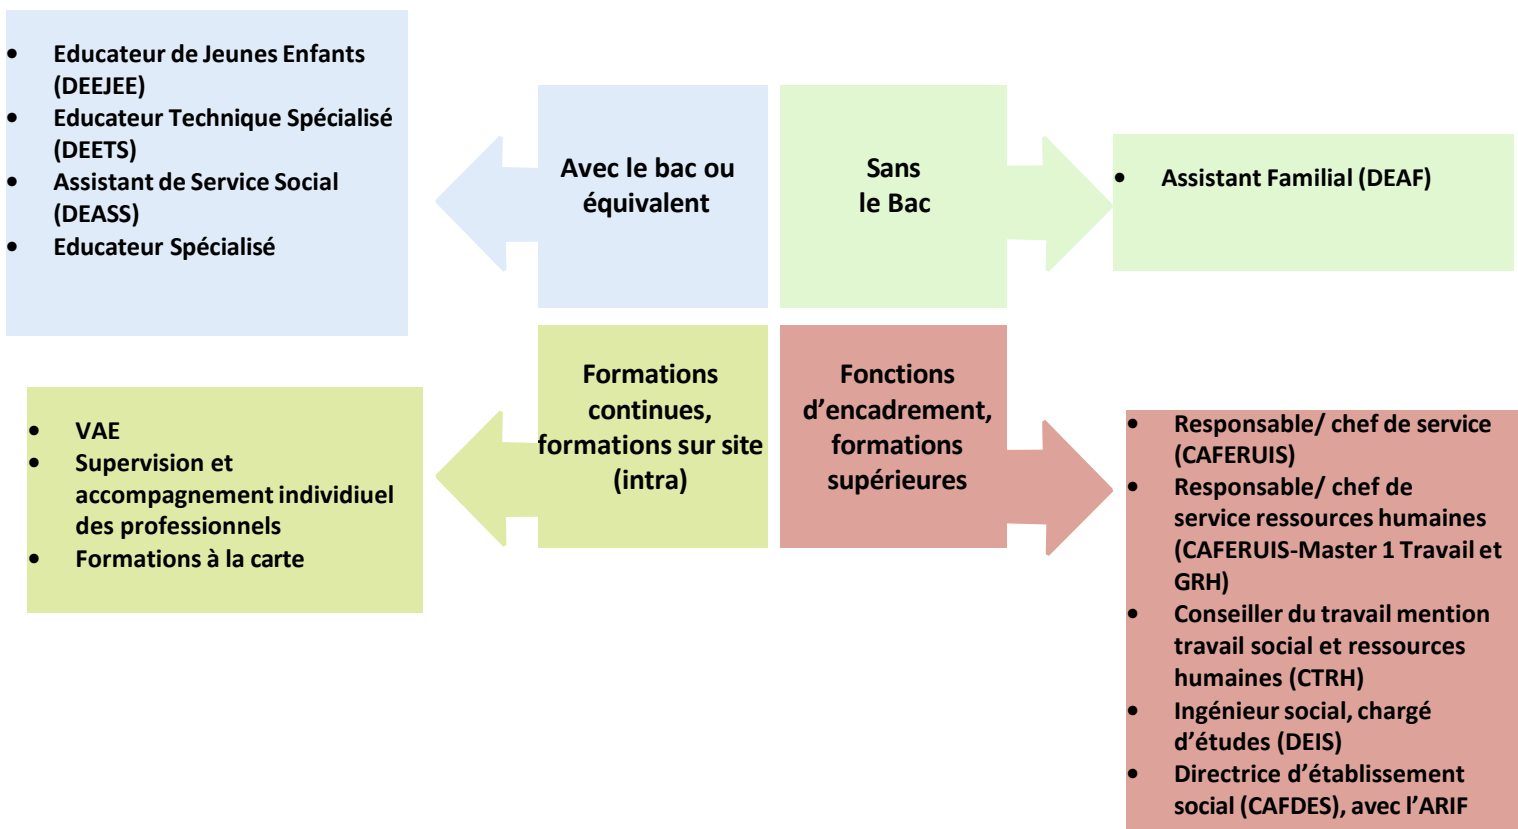 • Educateur de Jeunes Enfants
(DEEJEE)
• Educateur Technique Spécialisé
(DEETS)
• Assistant de Service Social
(DEASS)
• Educateur Spécialisé
Avec le bac ou
équivalent
Sans
le Bac
• Assistant Familial (DEAF)
• VAE
• Supervision et
accompagnement individiuel
des professionnels
• Formations à la carte
Formations
continues,
formations sur site
(intra)
Fonctions
d’encadrement,
formations
supérieures
• Responsable/ chef de service
(CAFERUIS)
• Responsable/ chef de
service ressources humaines
(CAFERUIS-Master 1 Travail et
GRH)
• Conseiller du travail mention
travail social et ressources
humaines (CTRH)
• Ingénieur social, chargé
d’études (DEIS)
• Directrice d’établissement
social (CAFDES), avec l’ARIF